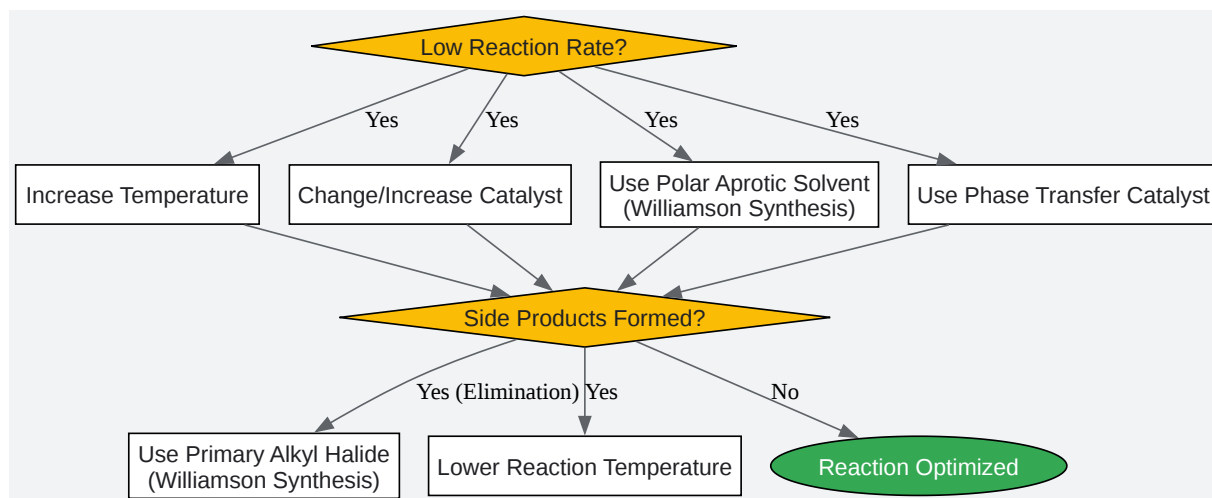 Low Reaction Rate?
Yes
Yes
Yes
Yes
Increase Temperature
Change/Increase Catalyst
Use Polar Aprotic Solvent
(Williamson Synthesis)
Use Phase Transfer Catalyst
Side Products Formed?
Yes (Elimination)
Yes
No
Use Primary Alkyl Halide
(Williamson Synthesis)
Lower Reaction Temperature
Reaction Optimized